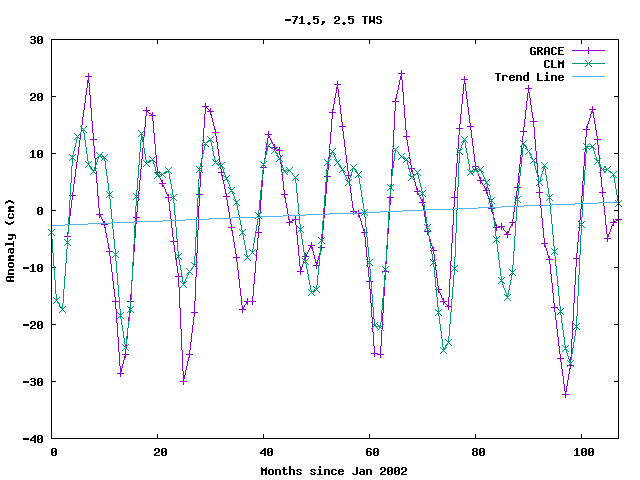 -71.5, 2.5 TWS
GRACE
CLM
Trend Line
30
20
10
0
-10
-20
-30
-40
Anomaly (cm)
0 20 40 60 80 100
Months since Jan 2002